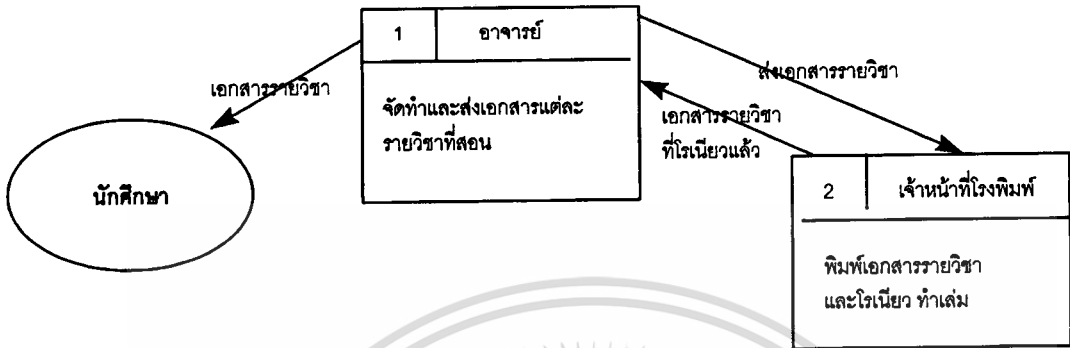 1 อาจารย์
จัดทำและส่งเอกสารแต่ละ
รายวิชาที่สอน
เอกสารรายวิชา
นักศึกษา
ส่งเอกสารรายวิชา
เอกสารรายวิชา
ที่โรเนียวแล้ว
2 เจ้าหน้าที่โรงพิมพ์
พิมพ์เอกสารรายวิชา
และโรเนียว ทำเล่ม